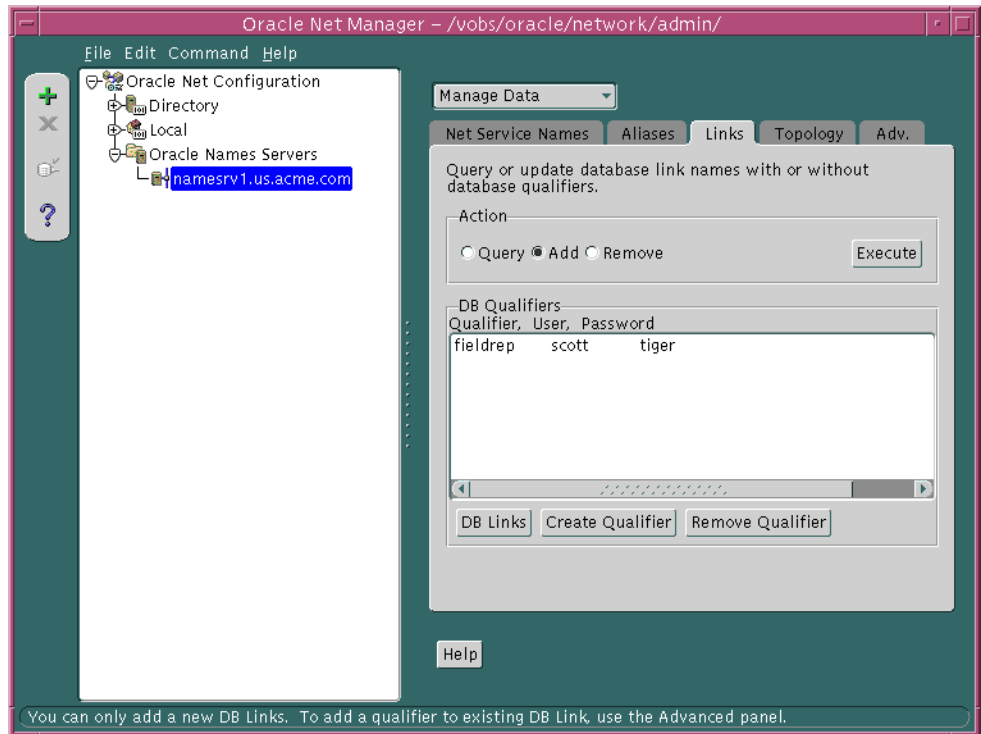 Oracle Net Manager – /vobs/oracle/network/admin/
File Edit Command Help
Oracle Net Configuration
Directory
Local
Oracle Names Servers
namesrv1.us.acme.com
Manage Data
Net Service Names Aliases Links Topology Adv.
Query or update database link names with or without
database qualifiers.
Action
Query Add Remove Execute
DB Qualifiers
Qualifier, User, Password
fieldrep scott tiger
DB Links Create Qualifier Remove Qualifier
Help
You can only add a new DB Links. To add a qualifier to existing DB Link, use the Advanced panel.